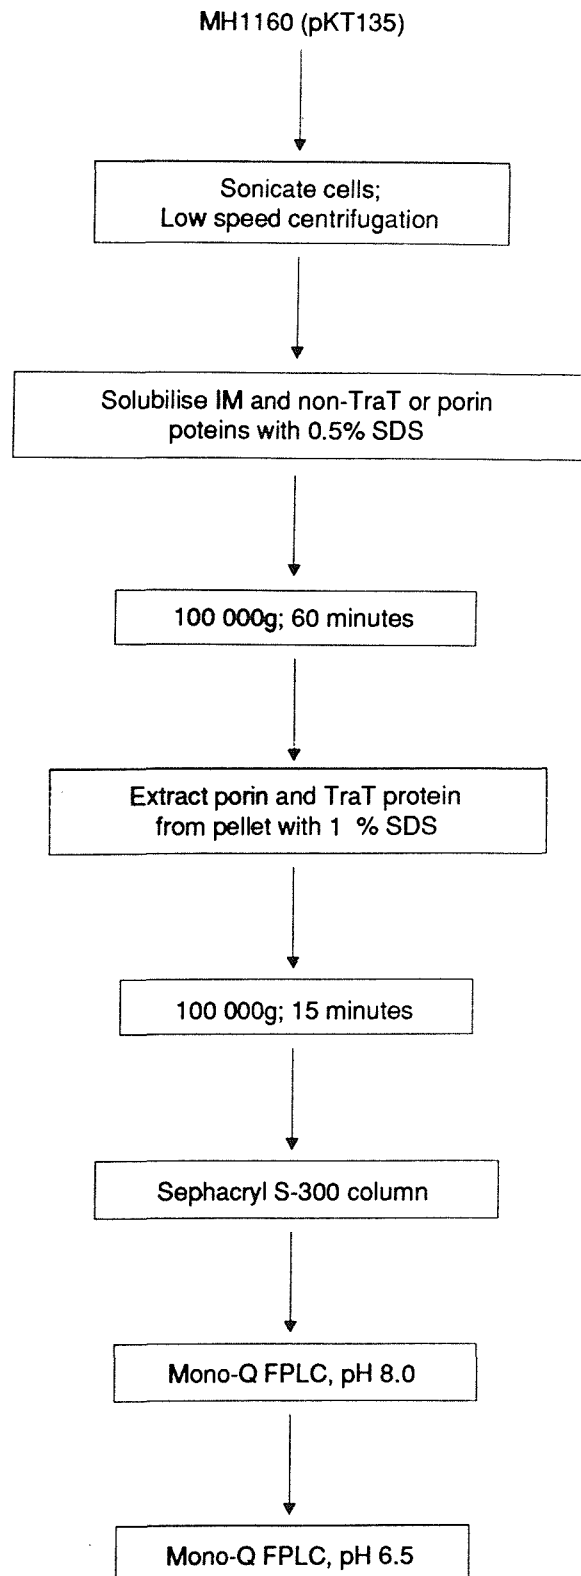 MH1160 (pKT135)
Sonicate cells;
Low speed centrifugation
Solubilise IM and non-TraT or porin
poteins with 0.5% SDS
100 000g; 60 minutes
Extract porin and TraT protein
from pellet with 1 % SDS
100 000g; 15 minutes
Sephacryl S-300 column
Mono-Q FPLC, pH 8.0
Mono-Q FPLC, pH 6.5